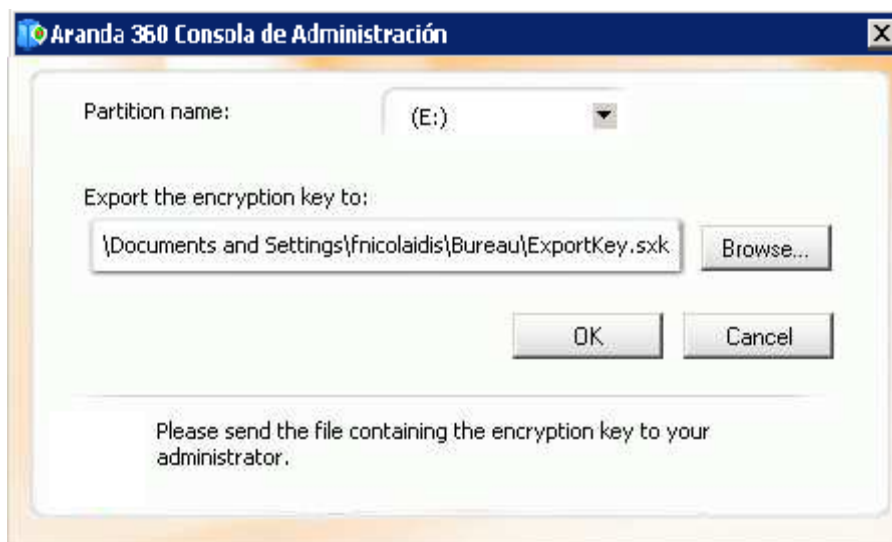 Aranda 360 Consola de Administración
Partition name:
(E:)
Export the encryption key to:
\Documents and Settings\fnicolaidis\Bureau\ExportKey.sxk
Browse...
OK
Cancel
Please send the file containing the encryption key to your
administrator.